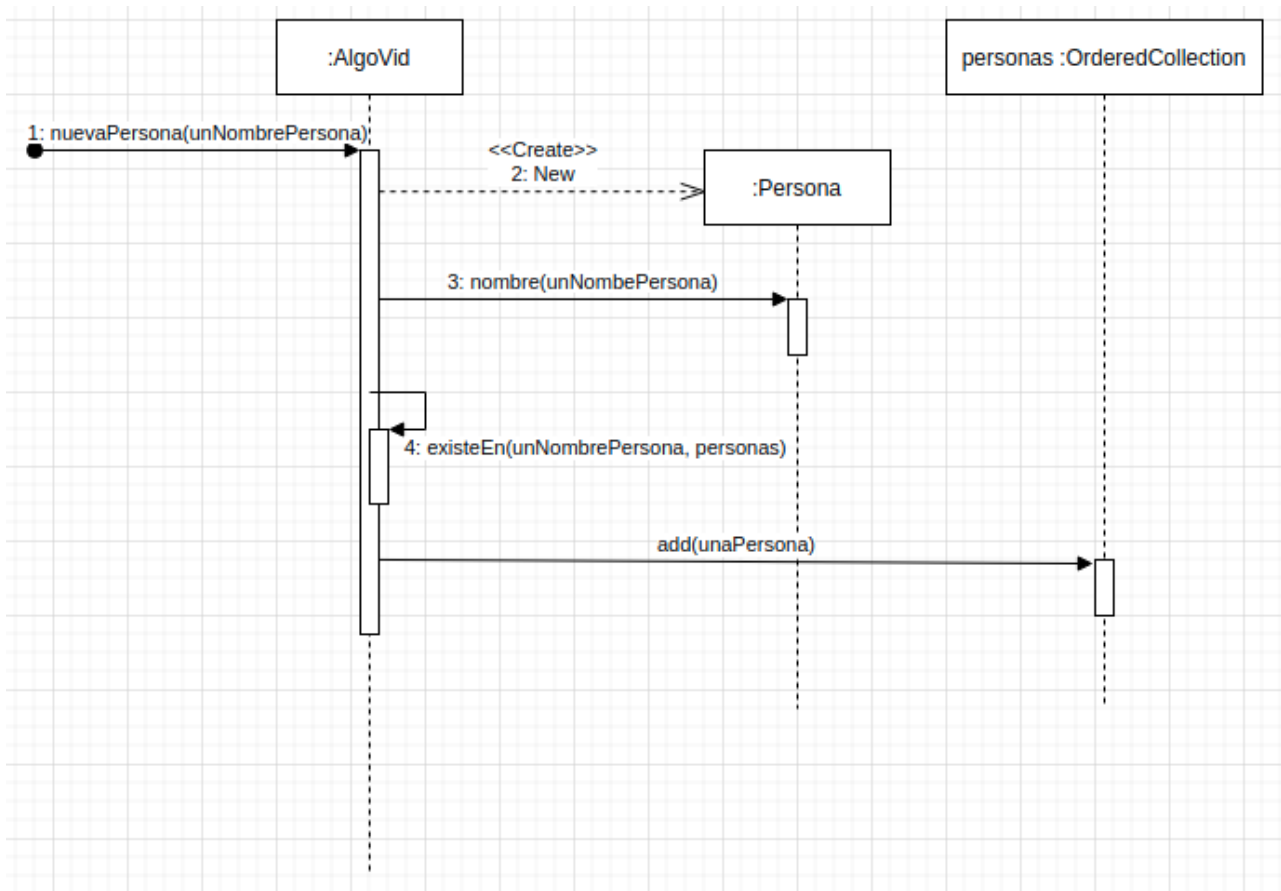 :AlgoVid
personas :OrderedCollection
1: nuevaPersona(unNombrePersona)
<<Create>>
2: New
:Persona
3: nombre(unNombePersona)
4: existeEn(unNombrePersona, personas)
add(unaPersona)